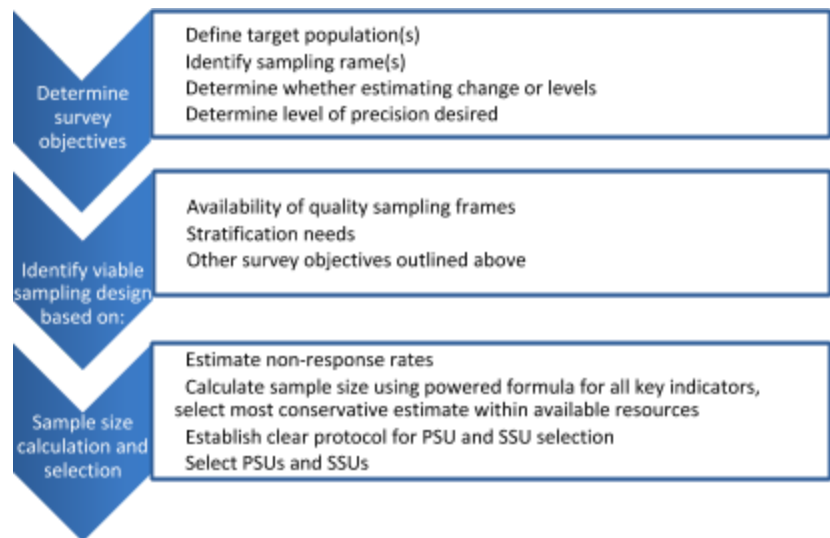 Determine
survey
objectives
Define target population(s)
Identify sampling rame(s)
Determine whether estimating change or levels
Determine level of precision desired
Identify viable
sampling design
based on:
Availability of quality sampling frames
Stratification needs
Other survey objectives outlined above
Sample size
calculation and
selection
Estimate non-response rates
Calculate sample size using powered formula for all key indicators,
select most conservative estimate within available resources
Establish clear protocol for PSU and SSU selection
Select PSUs and SSUs